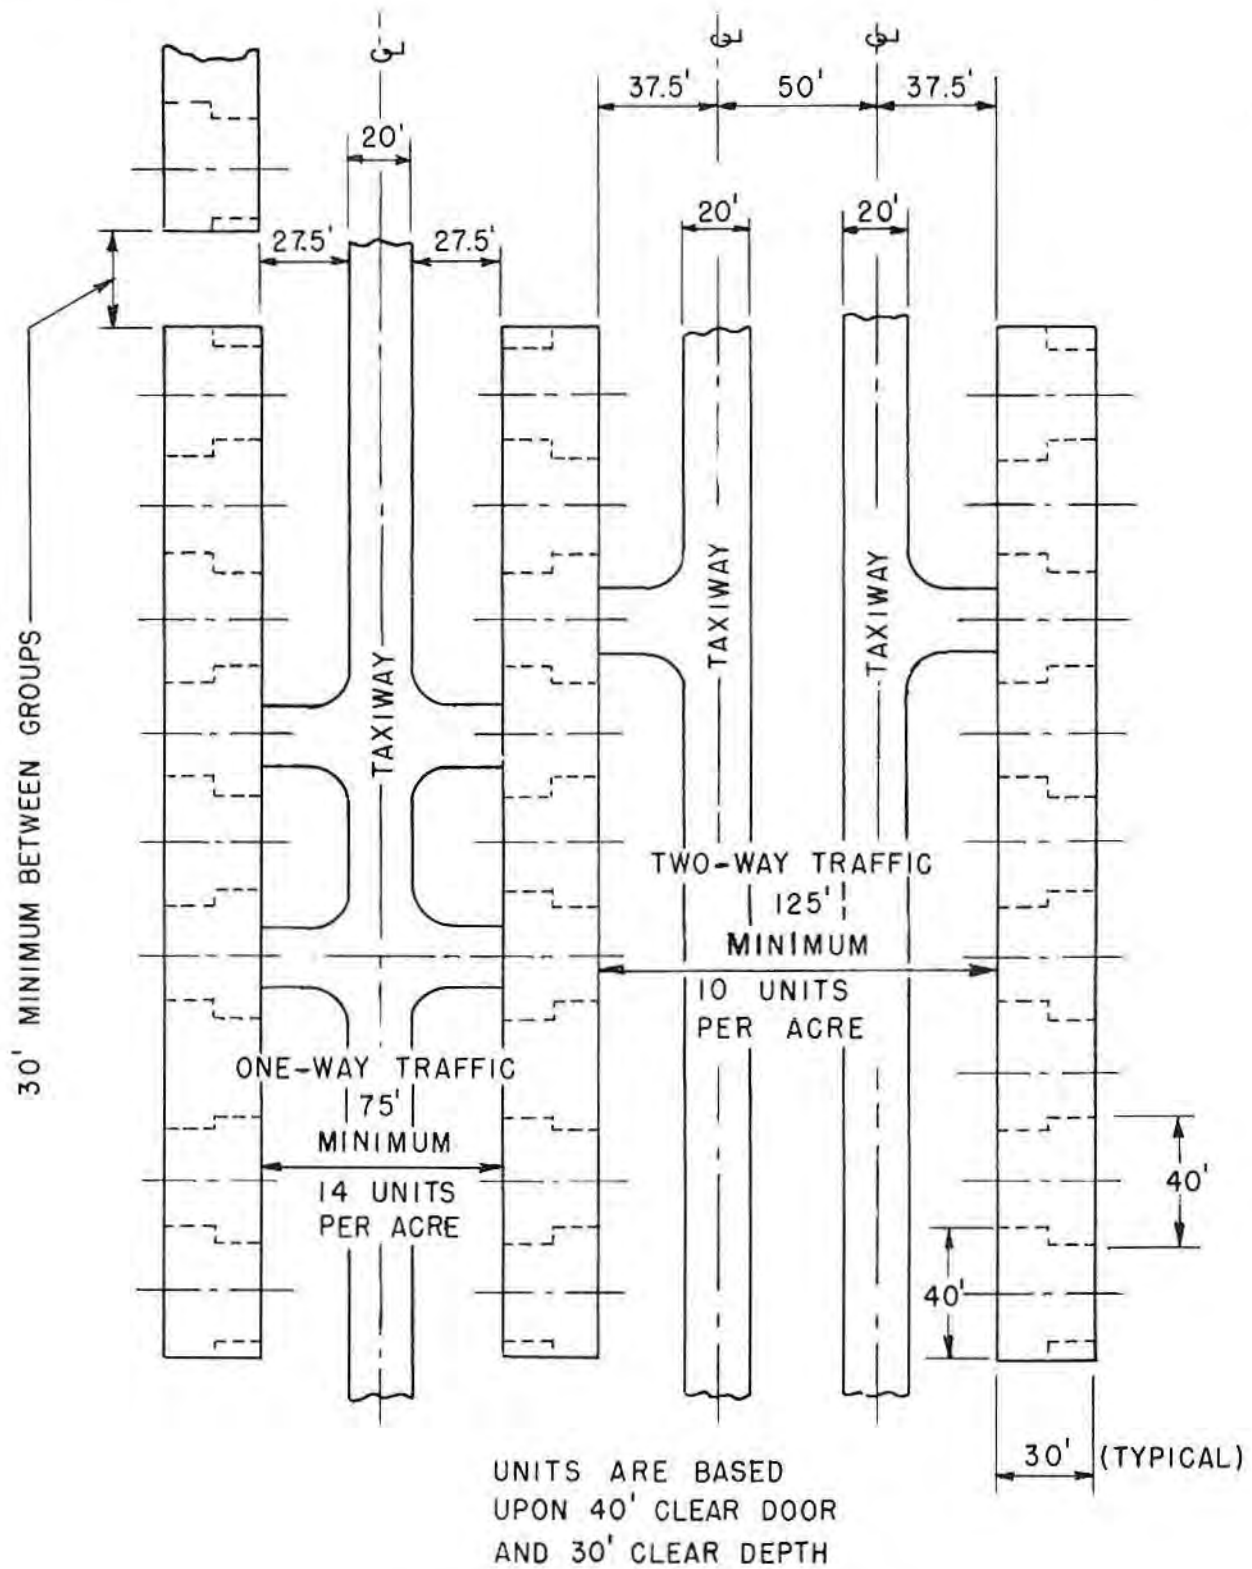 ℄
℄
℄
37.5'
50'
37.5'
20'
20'
20'
27.5'
27.5'
30' MINIMUM BETWEEN GROUPS
TAXIWAY
TAXIWAY
TAXIWAY
TWO-WAY TRAFFIC
125'
MINIMUM
10 UNITS
PER ACRE
ONE-WAY TRAFFIC
75'
MINIMUM
14 UNITS
PER ACRE
40'
40'
30' (TYPICAL)
UNITS ARE BASED
UPON 40' CLEAR DOOR
AND 30' CLEAR DEPTH